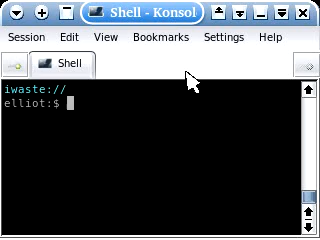 Shell - Konsol
Session Edit View Bookmarks Settings Help
Shell
iwaste://
elliot:$